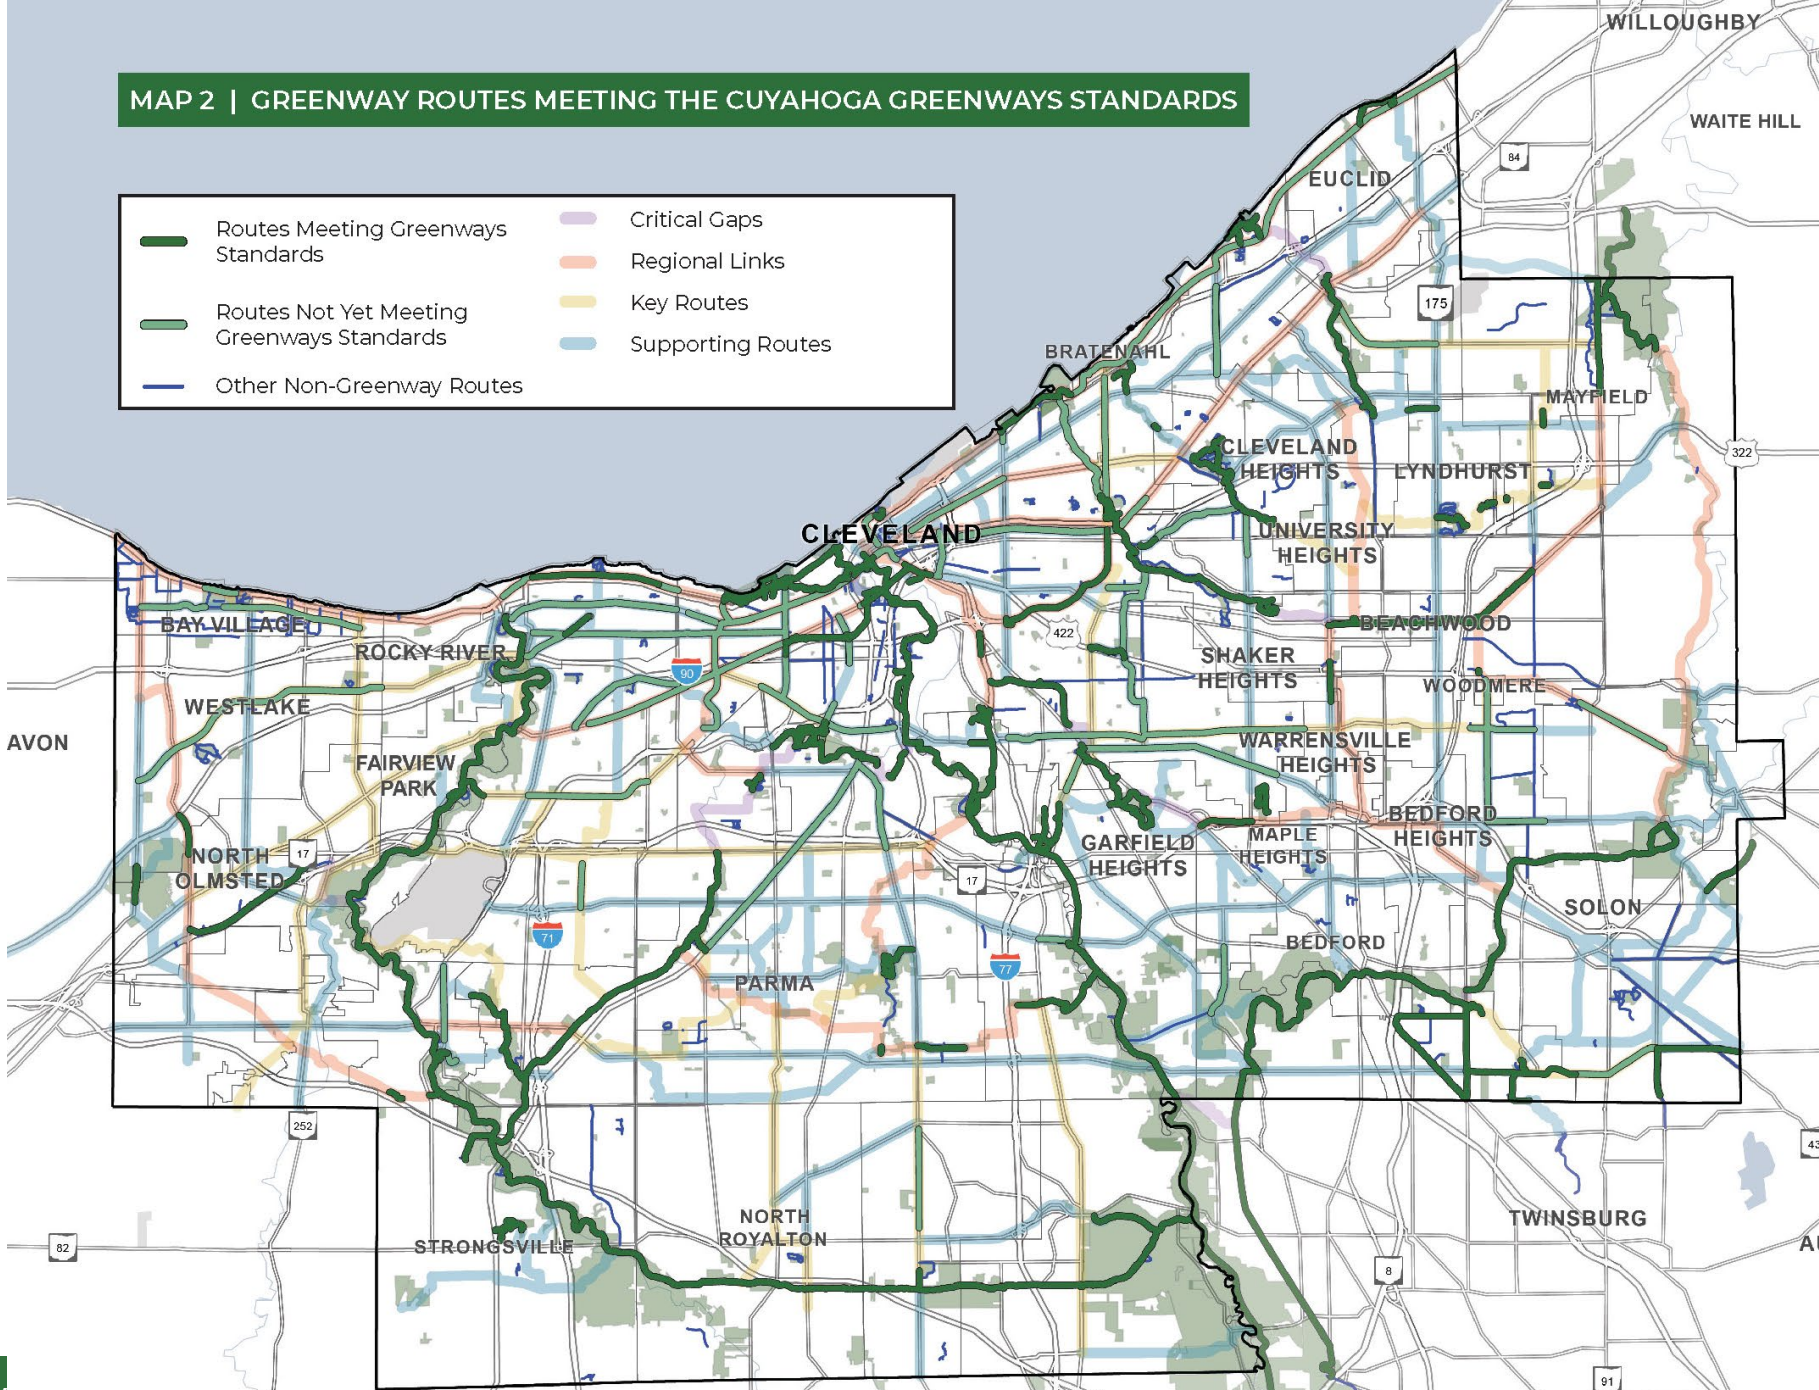 MAP 2 | GREENWAY ROUTES MEETING THE CUYAHOGA GREENWAYS STANDARDS
Routes Meeting Greenways
Standards
Routes Not Yet Meeting
Greenways Standards
Other Non-Greenway Routes
Critical Gaps
Regional Links
Key Routes
Supporting Routes
WILLOUGHBY
WAITE HILL
84
EUCLID
175
BRATENAHL
MAYFIELD
322
CLEVELAND
HEIGHTS
LYNDHURST
CLEVELAND
UNIVERSITY
HEIGHTS
BAY VILLAGE
BEACHWOOD
422
ROCKY RIVER
90
SHAKER
HEIGHTS
WOODMERE
WESTLAKE
AVON
WARRENSVILLE
HEIGHTS
FAIRVIEW
PARK
BEDFORD
HEIGHTS
GARFIELD
HEIGHTS
MAPLE
HEIGHTS
NORTH
OLMSTED
17
17
SOLON
71
BEDFORD
77
PARMA
252
43
NORTH
ROYALTON
TWINSBURG
STRONGSVILLE
82
AU
8
91